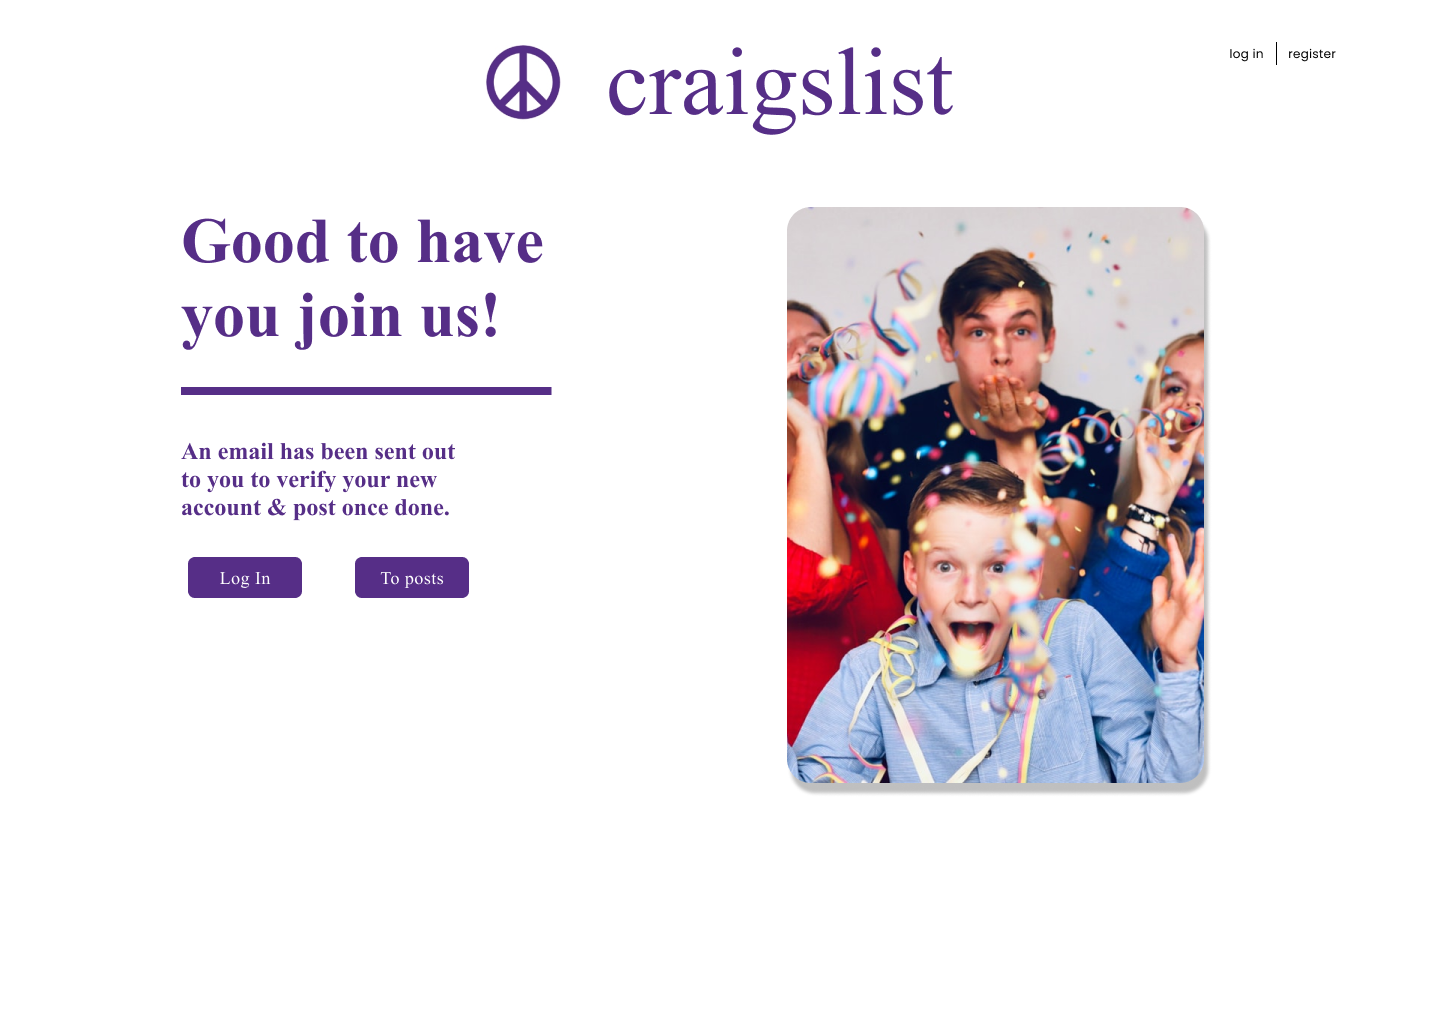 craigslist
log in
register
Good to have
you join us!
An email has been sent out
to you to verify your new
account & post once done.
Log In
To posts